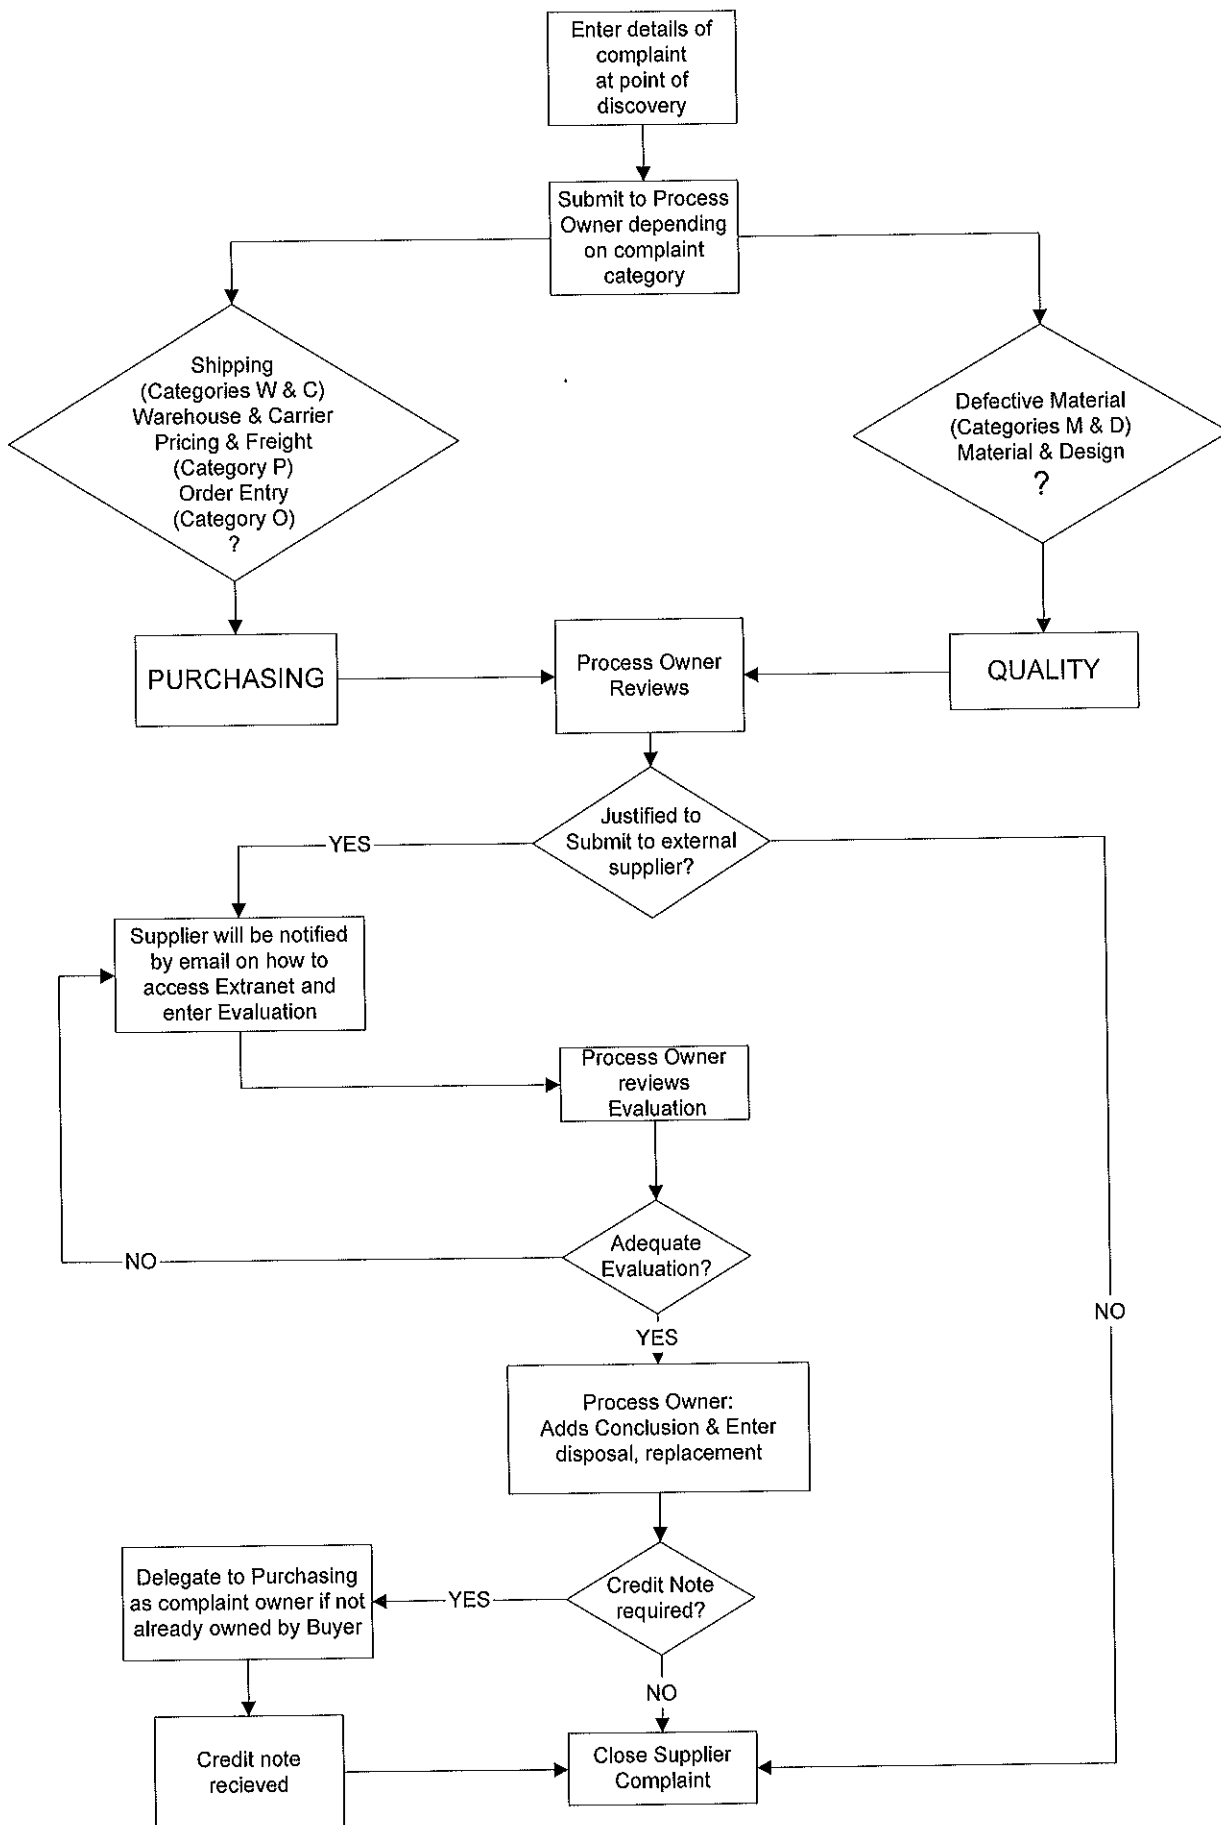 Enter details of
complaint
at point of
discovery
Submit to Process
Owner depending
on complaint
category
Shipping
(Categories W & C)
Warehouse & Carrier
Pricing & Freight
(Category P)
Order Entry
(Category O)
?
Defective Material
(Categories M & D)
Material & Design
?
PURCHASING
Process Owner
Reviews
QUALITY
Justified to
Submit to external
supplier?
YES
Supplier will be notified
by email on how to
access Extranet and
enter Evaluation
Process Owner
reviews
Evaluation
Adequate
Evaluation?
NO
NO
YES
Process Owner:
Adds Conclusion & Enter
disposal, replacement
Credit Note
required?
YES
Delegate to Purchasing
as complaint owner if not
already owned by Buyer
NO
Credit note
recieved
Close Supplier
Complaint